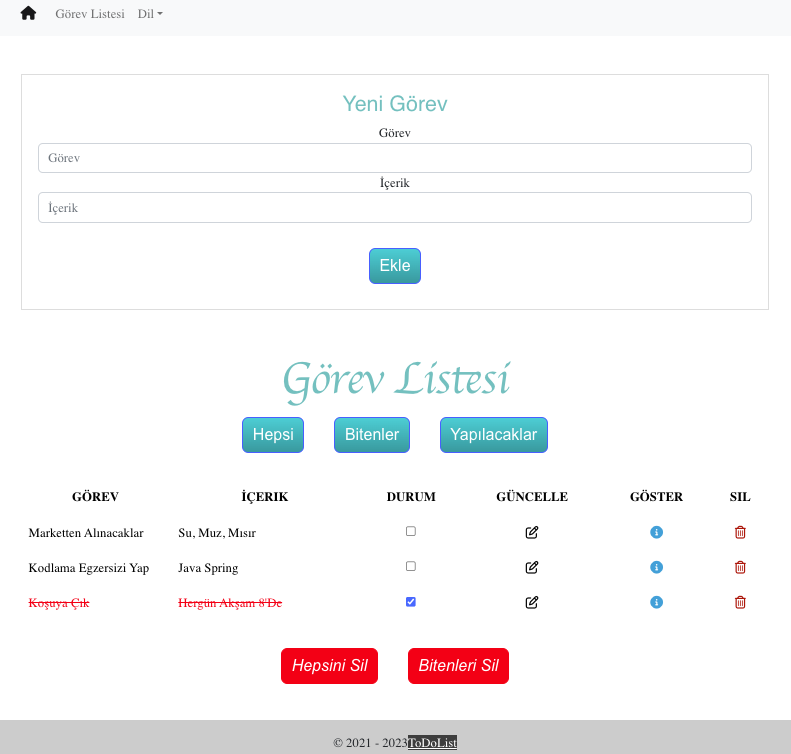 Görev Listesi Dil
Yeni Görev
Görev
Görev
İçerik
İçerik
Ekle
Görev Listesi
Hepsi Bitenler Yapılacaklar
GÖREV İÇERIK DURUM GÜNCELLE GÖSTER SIL
Marketten Alınacaklar Su, Muz, Mısır
Kodlama Egzersizi Yap Java Spring
Koşuya Çık Hergün Akşam 8'De
Hepsini Sil Bitenleri Sil
© 2021 - 2023ToDoList